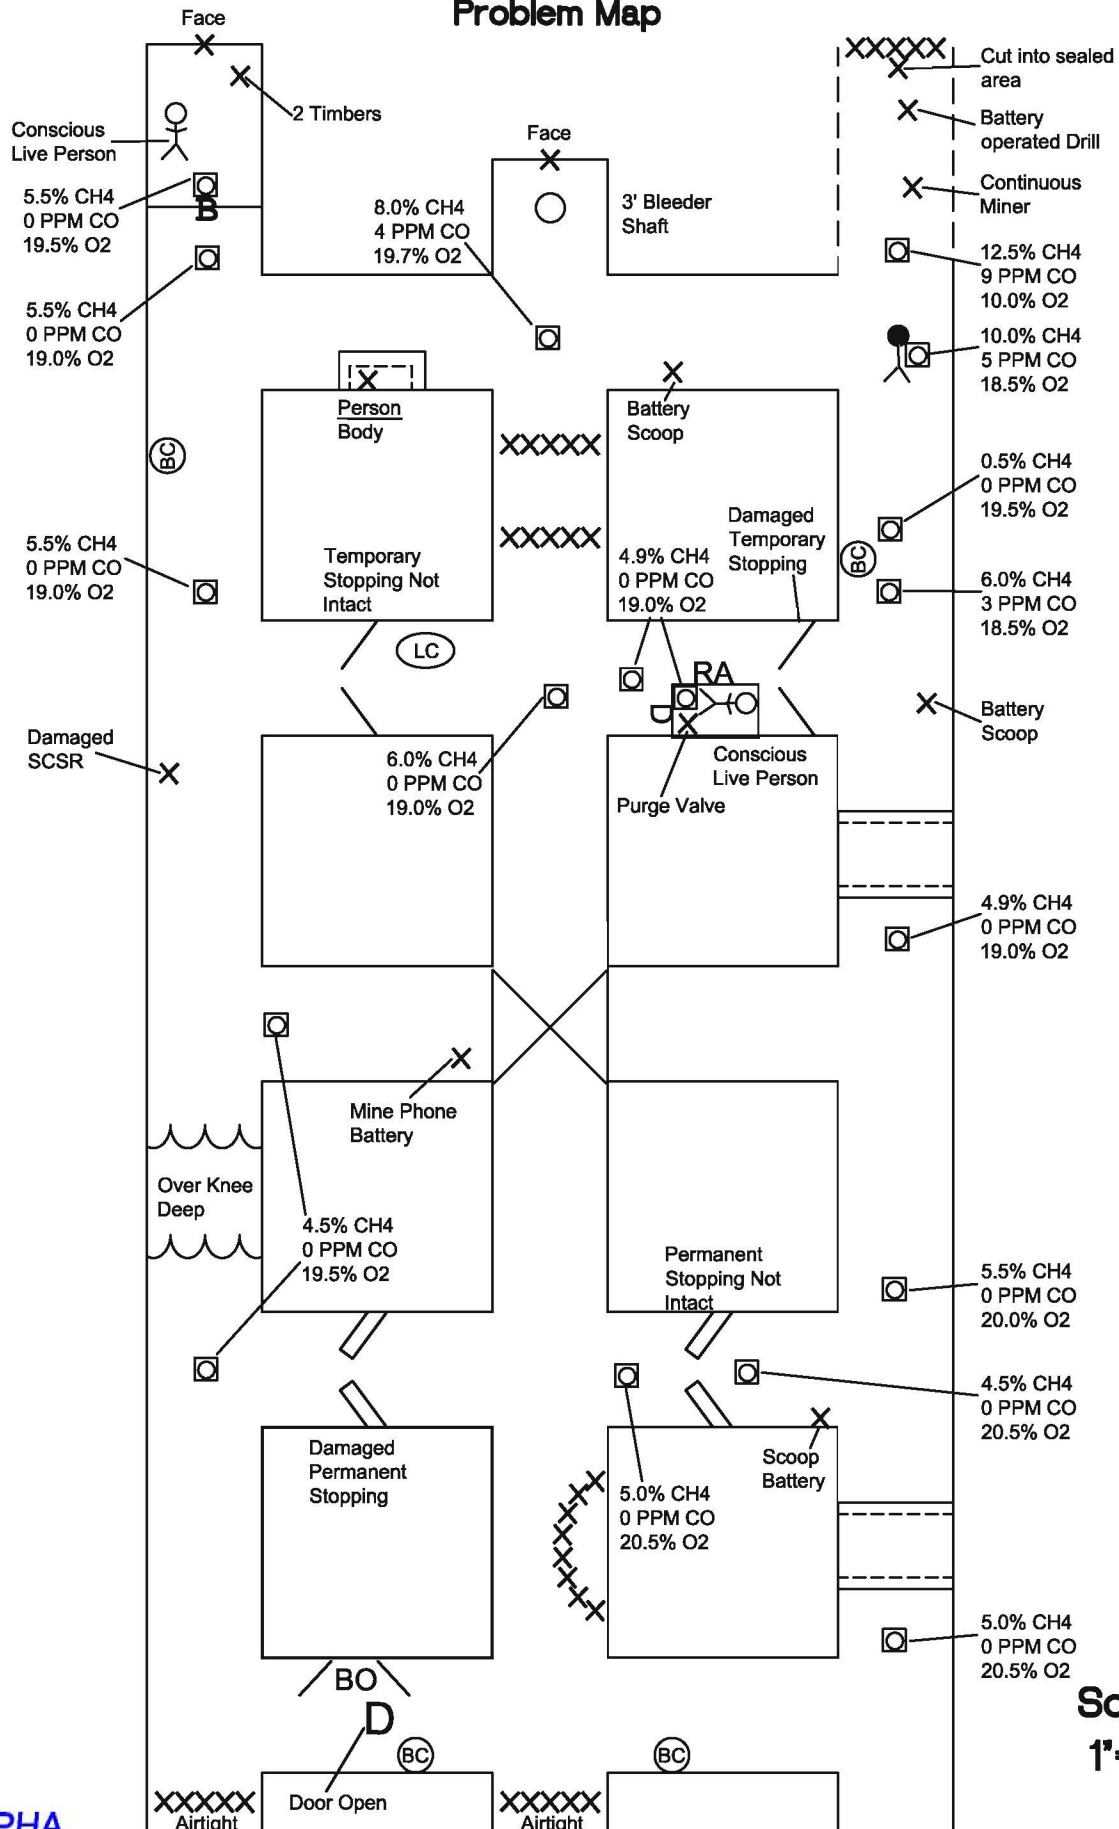 Problem Map
Face
2 Timbers
Conscious
Live Person
5.5% CH4
0 PPM CO
19.5% O2
B
5.5% CH4
0 PPM CO
19.0% O2
Face
8.0% CH4
4 PPM CO
19.7% O2
3' Bleeder
Shaft
Cut into sealed
area
Battery
operated Drill
Continuous
Miner
12.5% CH4
9 PPM CO
10.0% O2
10.0% CH4
5 PPM CO
18.5% O2
Person
Body
Battery
Scoop
BC
0.5% CH4
0 PPM CO
19.5% O2
5.5% CH4
0 PPM CO
19.0% O2
Temporary
Stopping Not
Intact
Damaged
Temporary
Stopping
4.9% CH4
0 PPM CO
19.0% O2
BC
6.0% CH4
3 PPM CO
18.5% O2
LC
RA
D
Battery
Scoop
Damaged
SCSR
6.0% CH4
0 PPM CO
19.0% O2
Conscious
Live Person
Purge Valve
4.9% CH4
0 PPM CO
19.0% O2
Mine Phone
Battery
Over Knee
Deep
4.5% CH4
0 PPM CO
19.5% O2
Permanent
Stopping Not
Intact
5.5% CH4
0 PPM CO
20.0% O2
4.5% CH4
0 PPM CO
20.5% O2
Damaged
Permanent
Stopping
Scoop
Battery
5.0% CH4
0 PPM CO
20.5% O2
5.0% CH4
0 PPM CO
20.5% O2
BO
D
BC
BC
Door Open
Airtight
Airtight
1"=